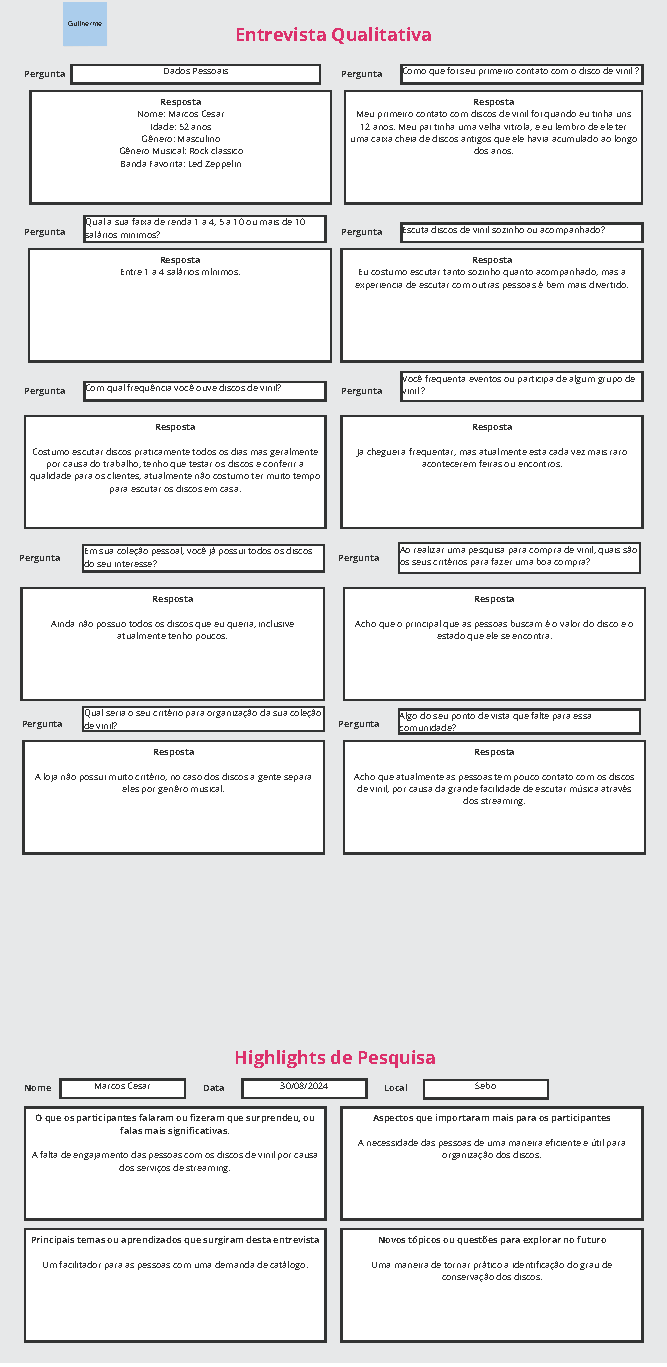 Guilherme
Entrevista Qualitativa
Pergunta
Dados Pessoais
Resposta
Nome: Marcos Cesar
Idade: 52 anos
Gênero: Masculino
Gênero Musical: Rock classico
Banda Favorita: Led Zeppelin
Pergunta
Como que foi seu primeiro contato com o disco de vinil?
Resposta
Meu primeiro contato com discos de vinil foi quando eu tinha uns
12 anos. Meu pai tinha uma velha vitrola, e eu lembro de ele ter
uma caixa cheia de discos antigos que ele havia acumulado ao longo
dos anos.
Pergunta
Qual a sua faixa de renda 1 a 4, 5 a 10 ou mais de 10
salários mínimos?
Resposta
Entre 1 a 4 salários mínimos.
Pergunta
Escuta discos de vinil sozinho ou acompanhado?
Resposta
Eu costumo escutar tanto sozinho quanto acompanhado, mas a
experiencia de escutar com outras pessoas é bem mais divertido.
Pergunta
Com qual frequência você ouve discos de vinil?
Resposta
Costumo escutar discos praticamente todos os dias mas geralmente
por causa do trabalho, tenho que testar os discos e conferir a
qualidade para os clientes, atualmente não costumo ter muito tempo
para escutar os discos em casa.
Pergunta
Você frequenta eventos ou participa de algum grupo de
vinil?
Resposta
Ja cheguei a frequentar, mas atualmente esta cada vez mais raro
acontecerem feiras ou encontros.
Pergunta
Em sua coleção pessoal, você já possui todos os discos
do seu interesse?
Resposta
Ainda não possuo todos os discos que eu queria, inclusive
atualmente tenho poucos.
Pergunta
Ao realizar uma pesquisa para compra de vinil, quais são
os seus critérios para fazer uma boa compra?
Resposta
Acho que o principal que as pessoas buscam é o valor do disco e o
estado que ele se encontra.
Pergunta
Qual seria o seu critério para organização da sua coleção
de vinil?
Resposta
A loja não possui muito critério, no caso dos discos a gente separa
eles por genêro musical.
Pergunta
Algo do seu ponto de vista que falte para essa
comunidade?
Resposta
Acho que atualmente as pessoas tem pouco contato com os discos
de vinil, por causa da grande facilidade de escutar música através
dos streaming.
Highlights de Pesquisa
Nome
Marcos Cesar
Data
30/08/2024
Local
Sebo
O que os participantes falaram ou fizeram que surpreendeu, ou
falas mais significativas.
A falta de engajamento das pessoas com os discos de vinil por causa
dos serviços de streaming.
Aspectos que importaram mais para os participantes
A necessidade das pessoas de uma maneira eficiente e útil para
organização dos discos.
Principais temas ou aprendizados que surgiram desta entrevista
Um facilitador para as pessoas com uma demanda de catálogo.
Novos tópicos ou questões para explorar no futuro
Uma maneira de tornar prático a identificação do grau de
conservação dos discos.